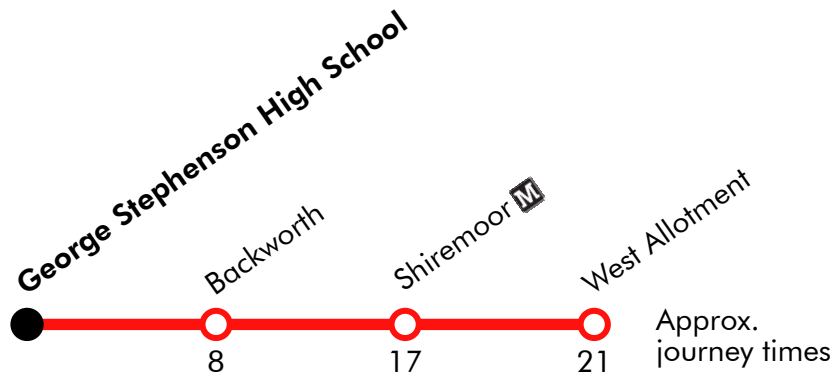 George Stephenson High School
Backworth
Shiremoor M
West Allotment
8
17
21
Approx.
journey times